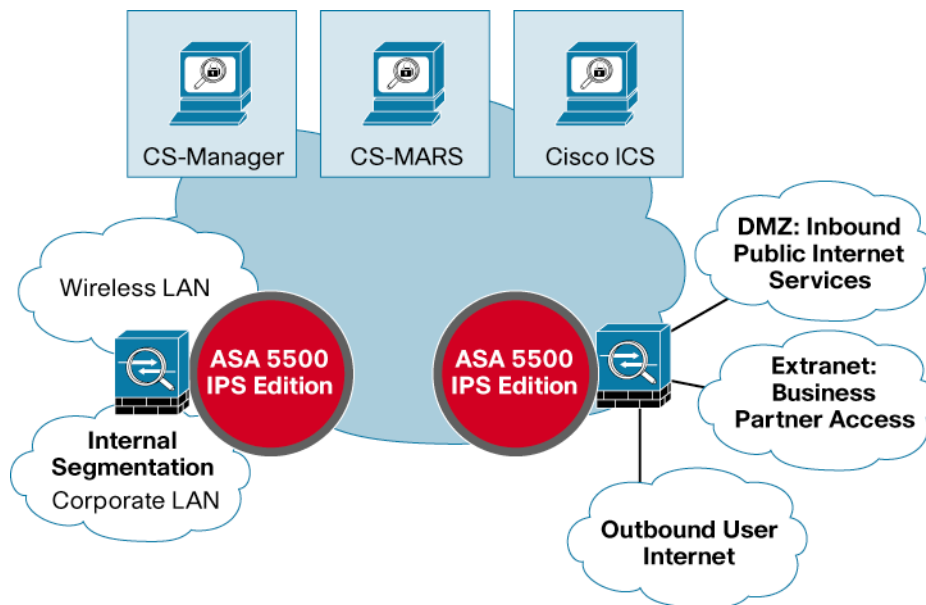 CS-Manager
CS-MARS
Cisco ICS
Wireless LAN
ASA 5500
IPS Edition
Internal
Segmentation
Corporate LAN
ASA 5500
IPS Edition
DMZ: Inbound
Public Internet
Services
Extranet:
Business
Partner Access
Outbound User
Internet